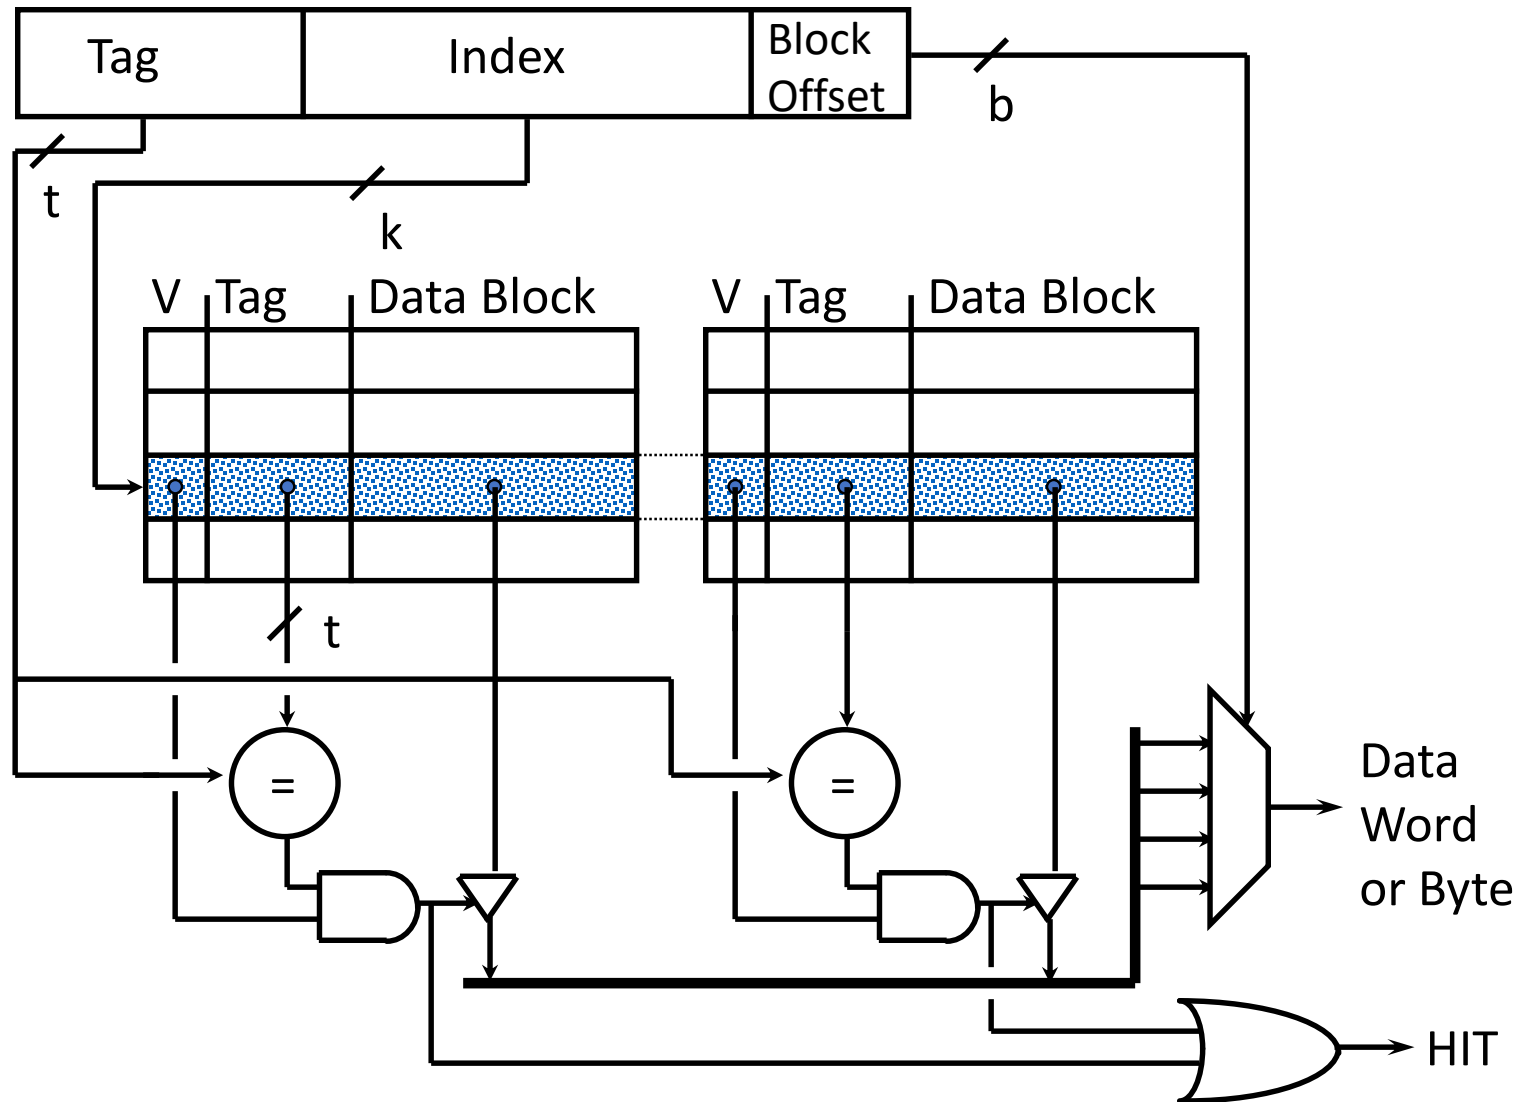 Tag
Index
Block
Offset
b
t
k
V
Tag
Data Block
V
Tag
Data Block
t
=
=
Data
Word
or Byte
HIT